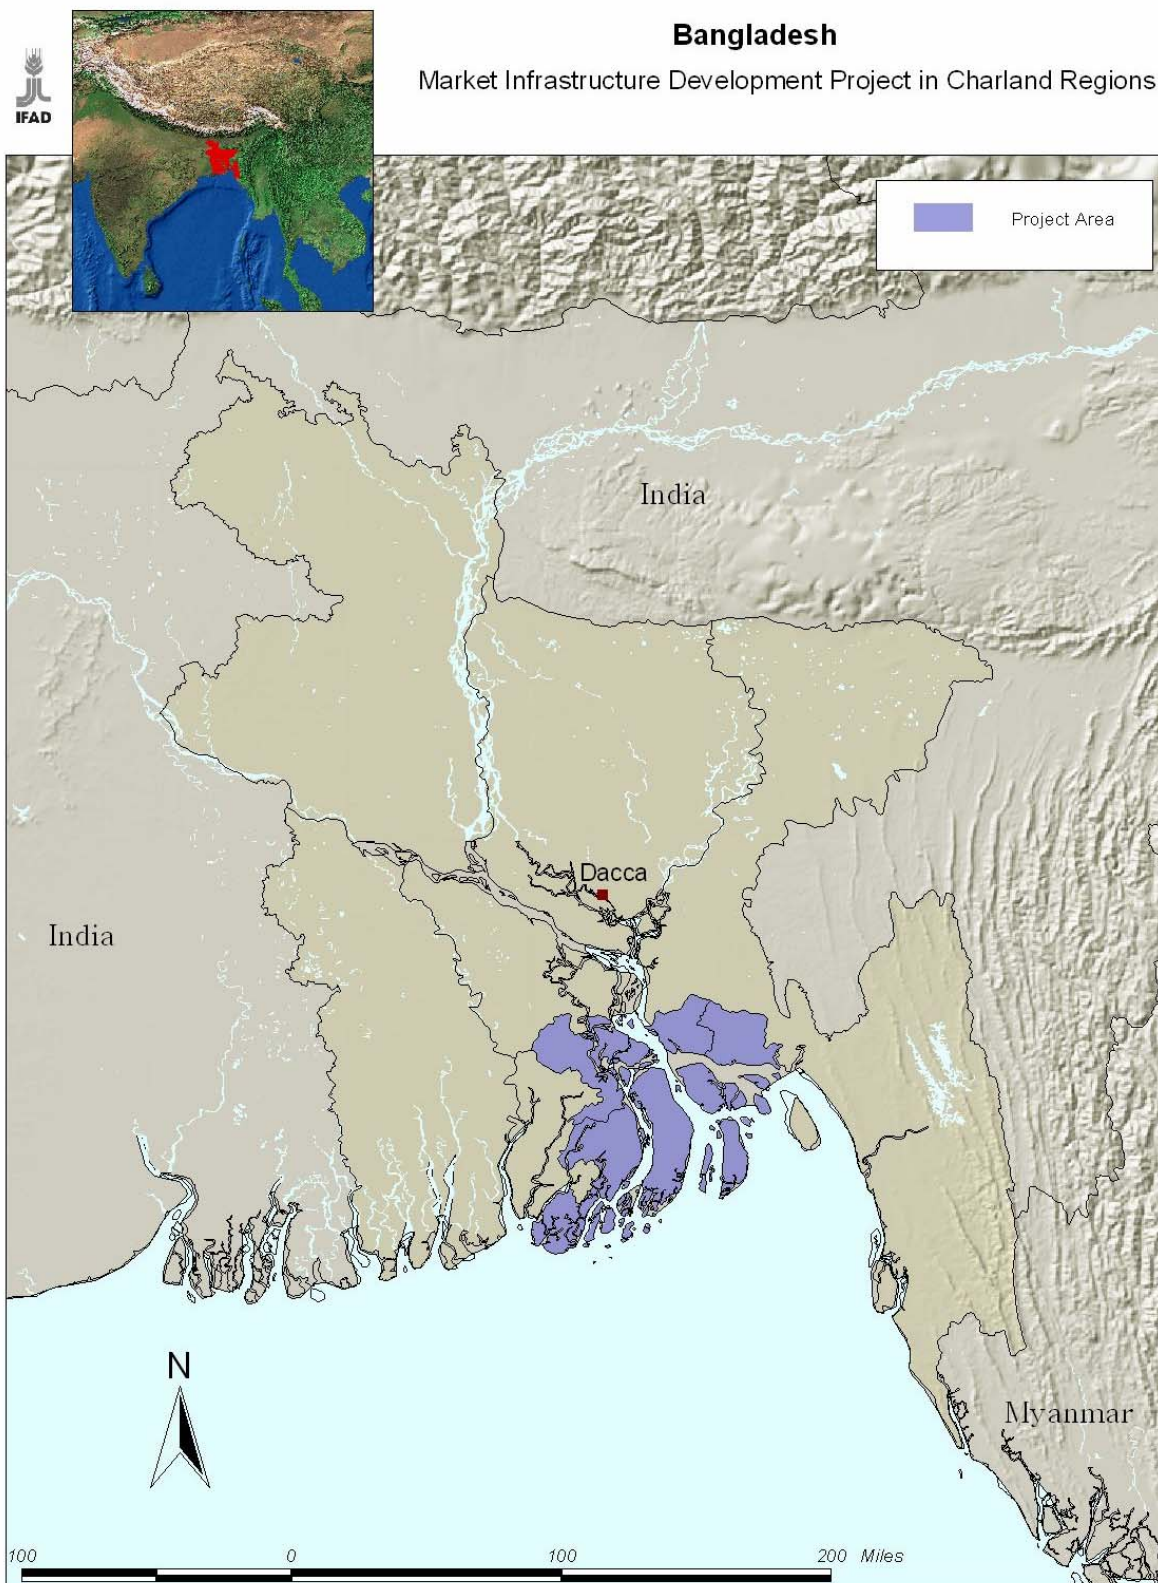 Bangladesh
Market Infrastructure Development Project in Charland Regions
IFAD
Project Area
India
Dacca
India
N
Myanmar
100 0 100 200 Miles